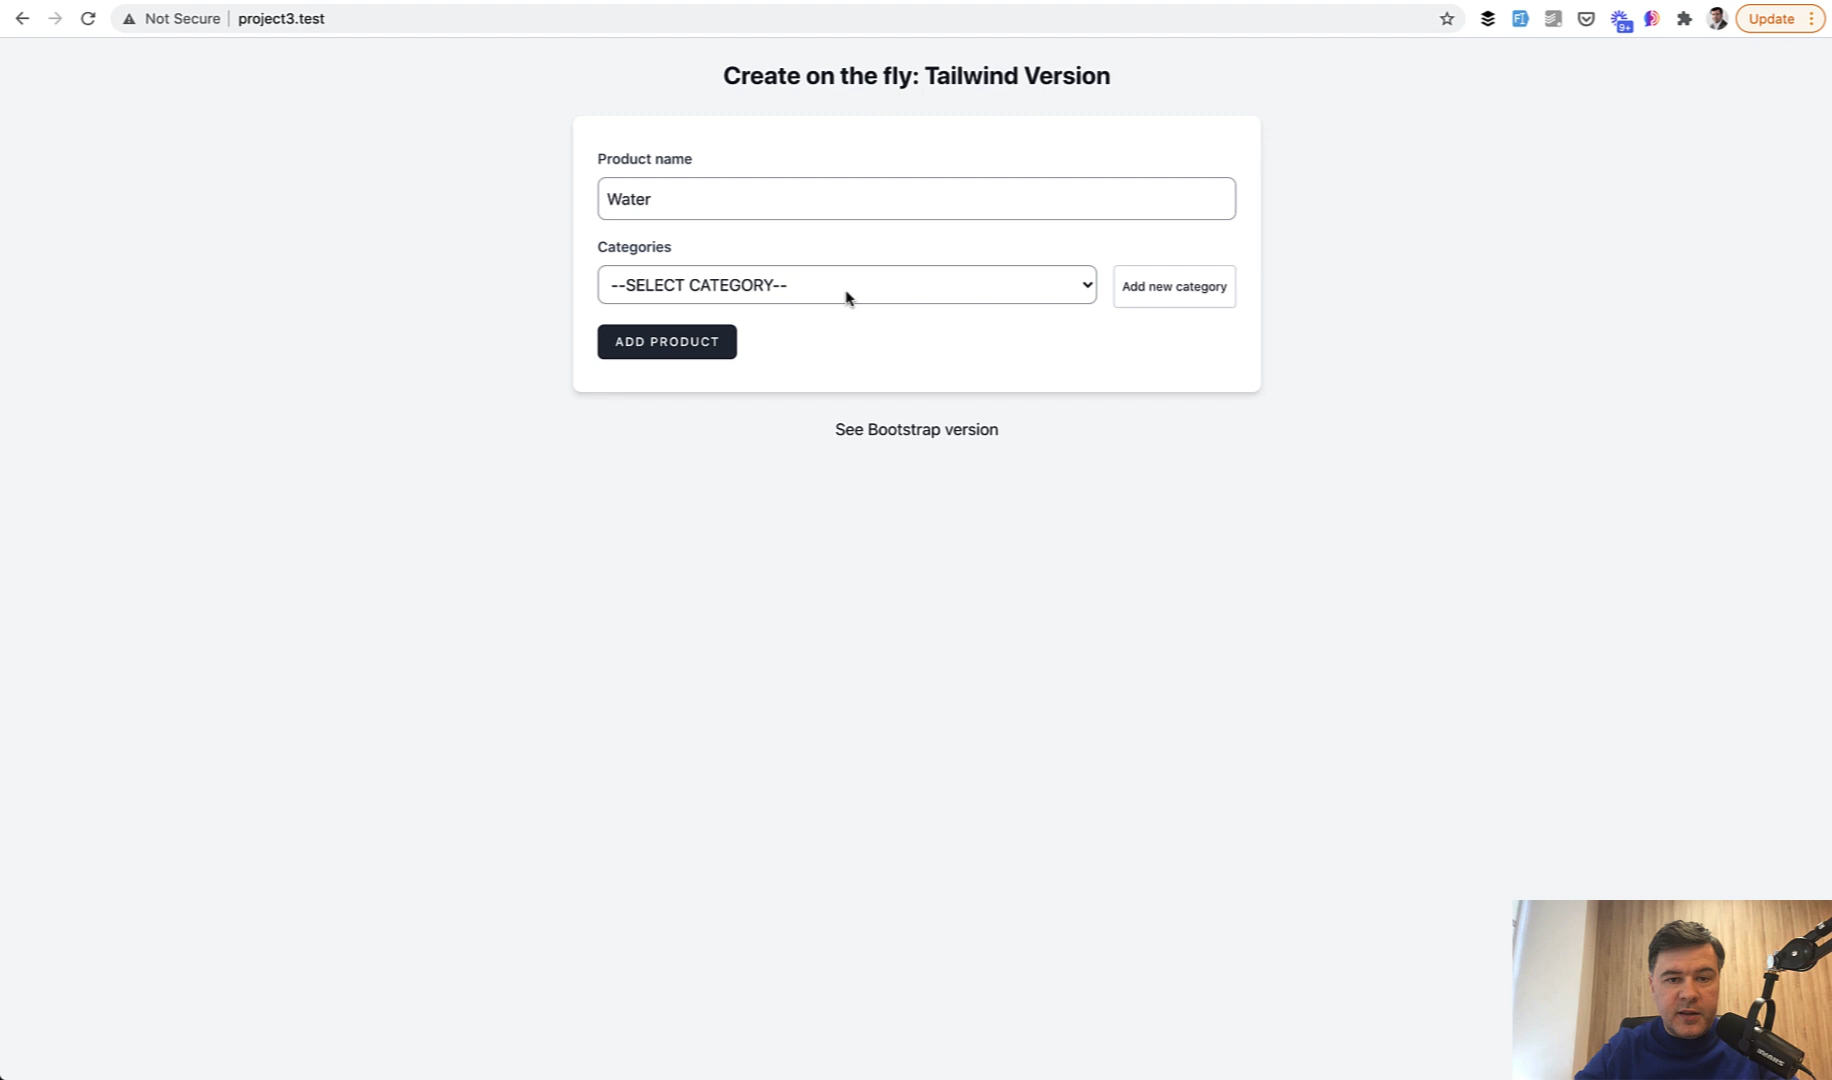 Not Secure | project3.test
9+
Update
Create on the fly: Tailwind Version
Product name
Water
Categories
--SELECT CATEGORY--
Add new category
ADD PRODUCT
See Bootstrap version